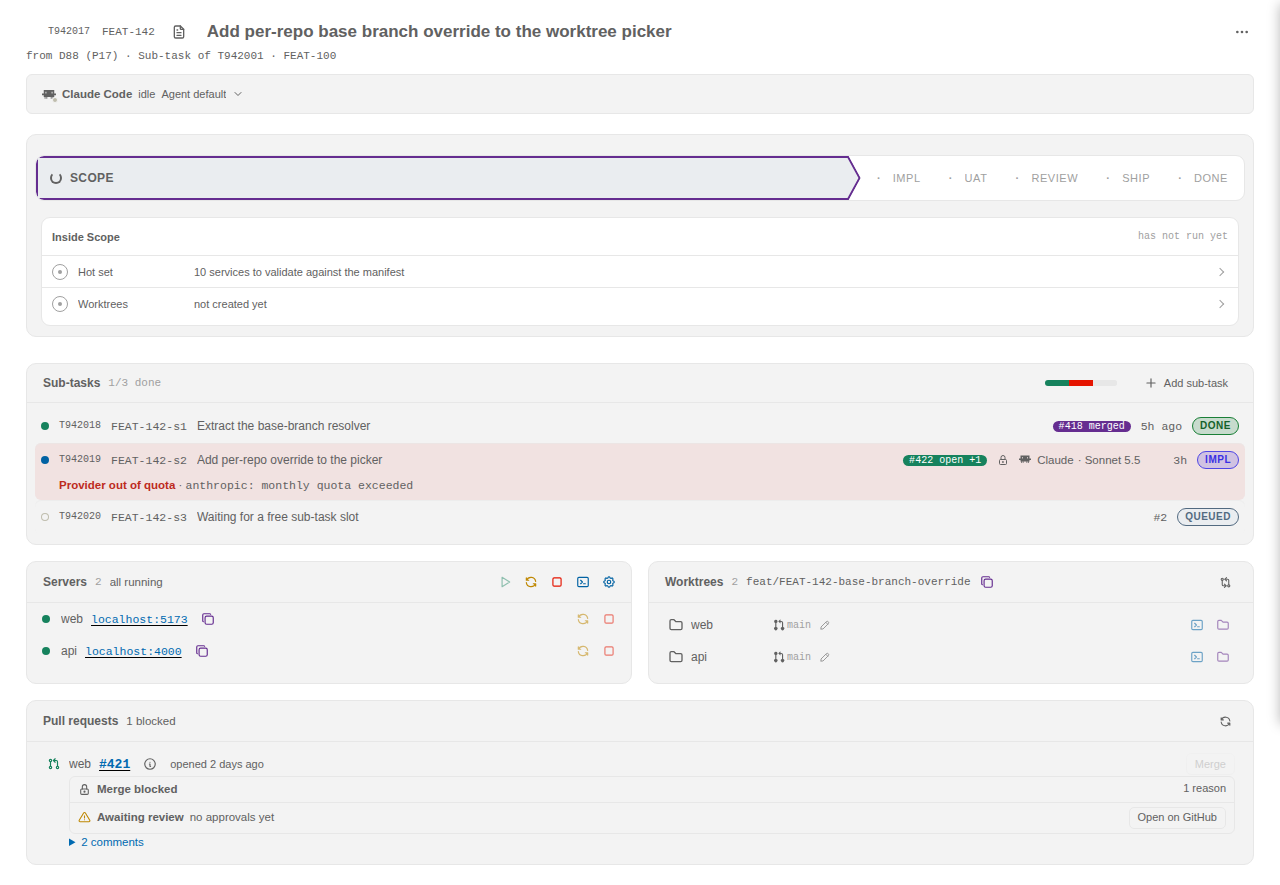 T942017 FEAT-142 Add per-repo base branch override to the worktree picker
from D88 (P17) · Sub-task of T942001 · FEAT-100
Claude Code idle Agent default
SCOPE · IMPL · UAT · REVIEW · SHIP · DONE
Inside Scope has not run yet
Hot set 10 services to validate against the manifest
Worktrees not created yet
Sub-tasks 1/3 done Add sub-task
T942018 FEAT-142-s1 Extract the base-branch resolver #418 merged 5h ago DONE
T942019 FEAT-142-s2 Add per-repo override to the picker #422 open +1 Claude · Sonnet 5.5 3h IMPL
Provider out of quota · anthropic: monthly quota exceeded
T942020 FEAT-142-s3 Waiting for a free sub-task slot #2 QUEUED
Servers 2 all running
web localhost:5173
api localhost:4000
Worktrees 2 feat/FEAT-142-base-branch-override
web main
api main
Pull requests 1 blocked
web #421 opened 2 days ago Merge
Merge blocked 1 reason
Awaiting review no approvals yet Open on GitHub
2 comments